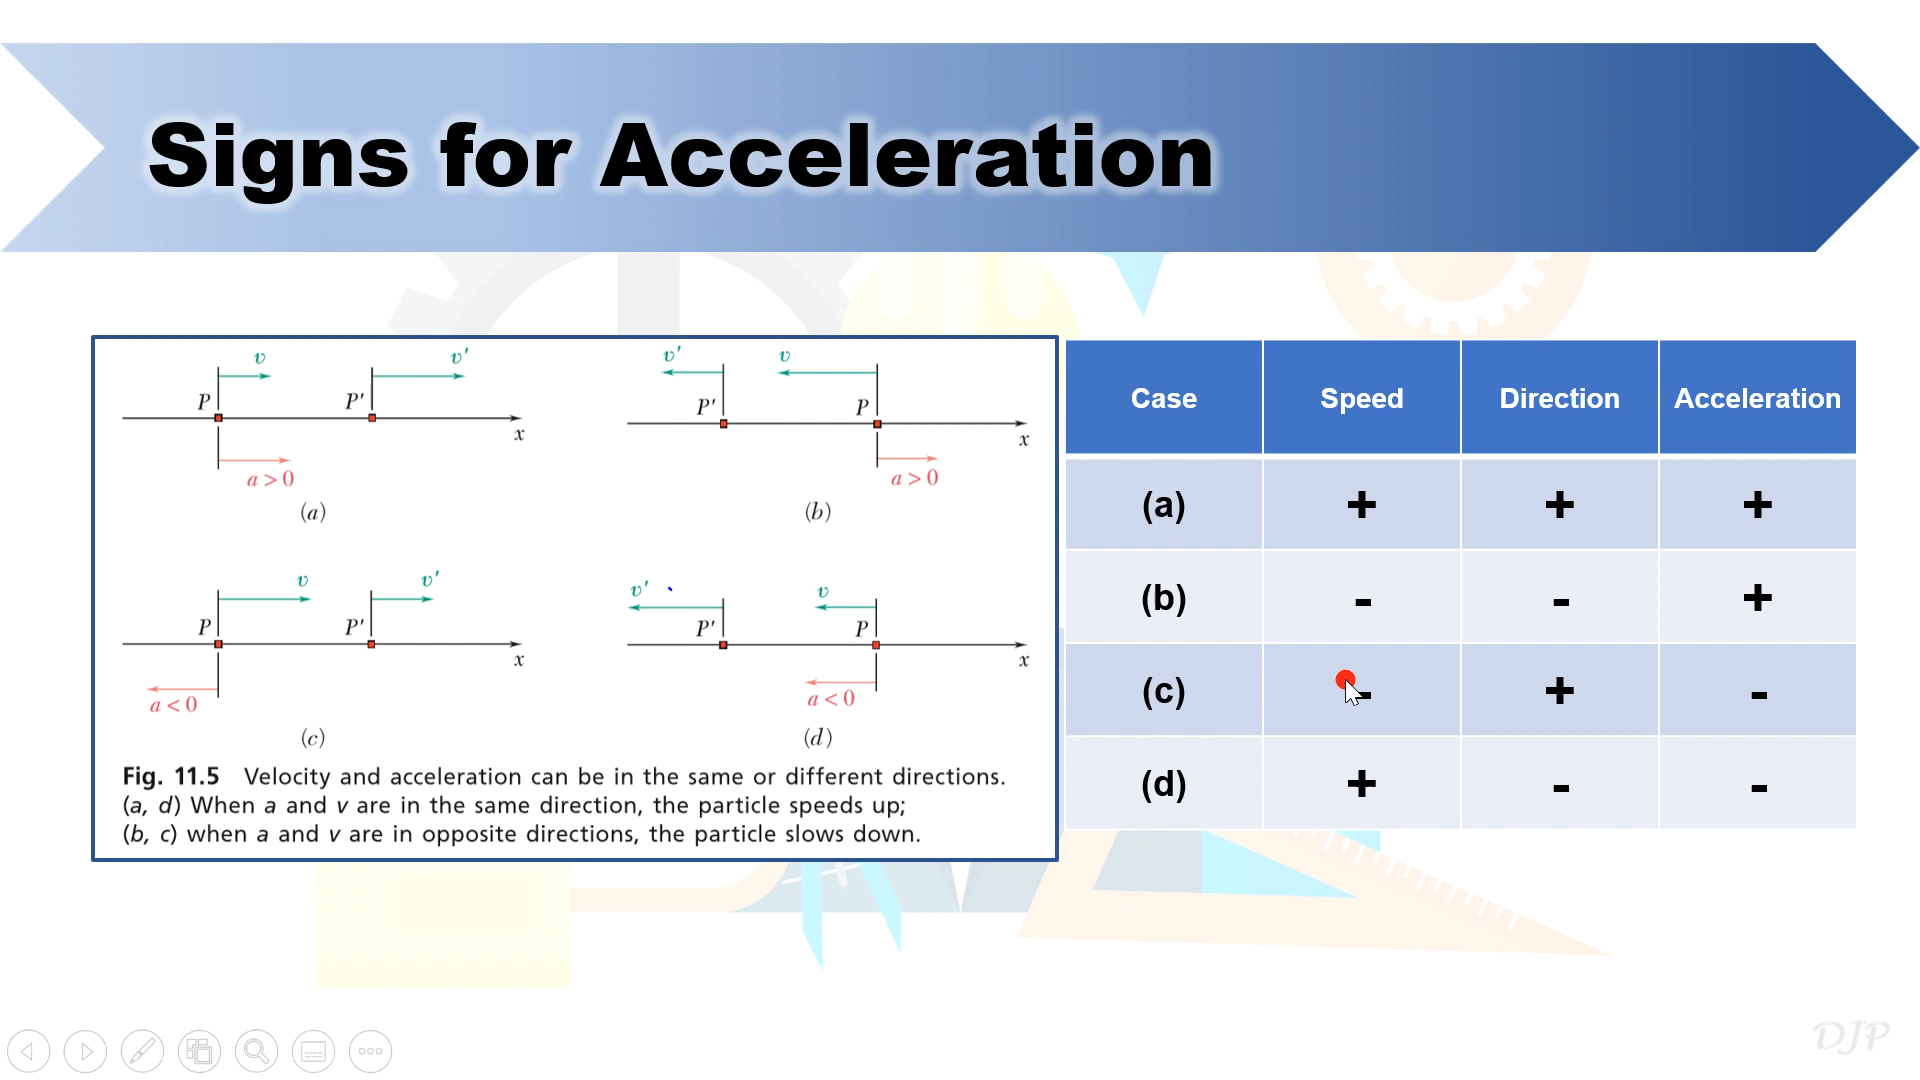 Signs for Acceleration
v v′
P P′
x
a > 0
(a)
v′ v
P′ P
x
a > 0
(b)
v v′
P P′
x
a < 0
(c)
v′ v
P′ P
x
a < 0
(d)
Fig. 11.5 Velocity and acceleration can be in the same or different directions.
(a, d) When a and v are in the same direction, the particle speeds up;
(b, c) when a and v are in opposite directions, the particle slows down.
Case Speed Direction Acceleration
(a) + + +
(b) - - +
(c) - + -
(d) + - -
DJP